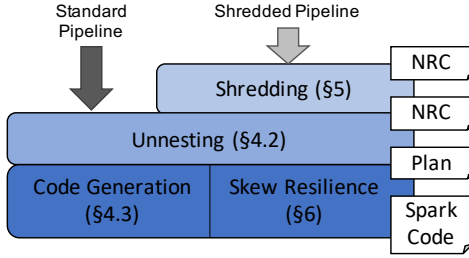 Standard
Pipeline
Shredded Pipeline
NRC
Shredding (§5)
NRC
Unnesting (§4.2)
Plan
Code Generation
(§4.3)
Skew Resilience
(§6)
Spark
Code